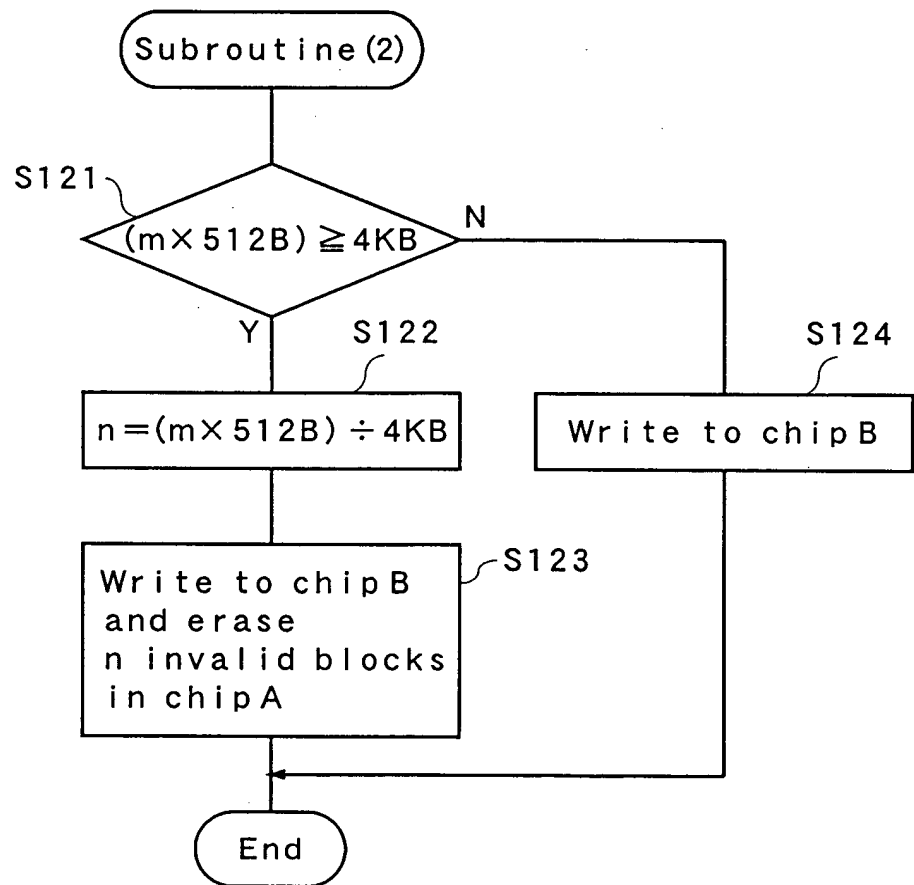 Subroutine(2)
S121
(m×512B)≧4KB
N
Y
S122
n=(m×512B)÷4KB
S124
Write to chipB
S123
Write to chipB
and erase
n invalid blocks
in chipA
End